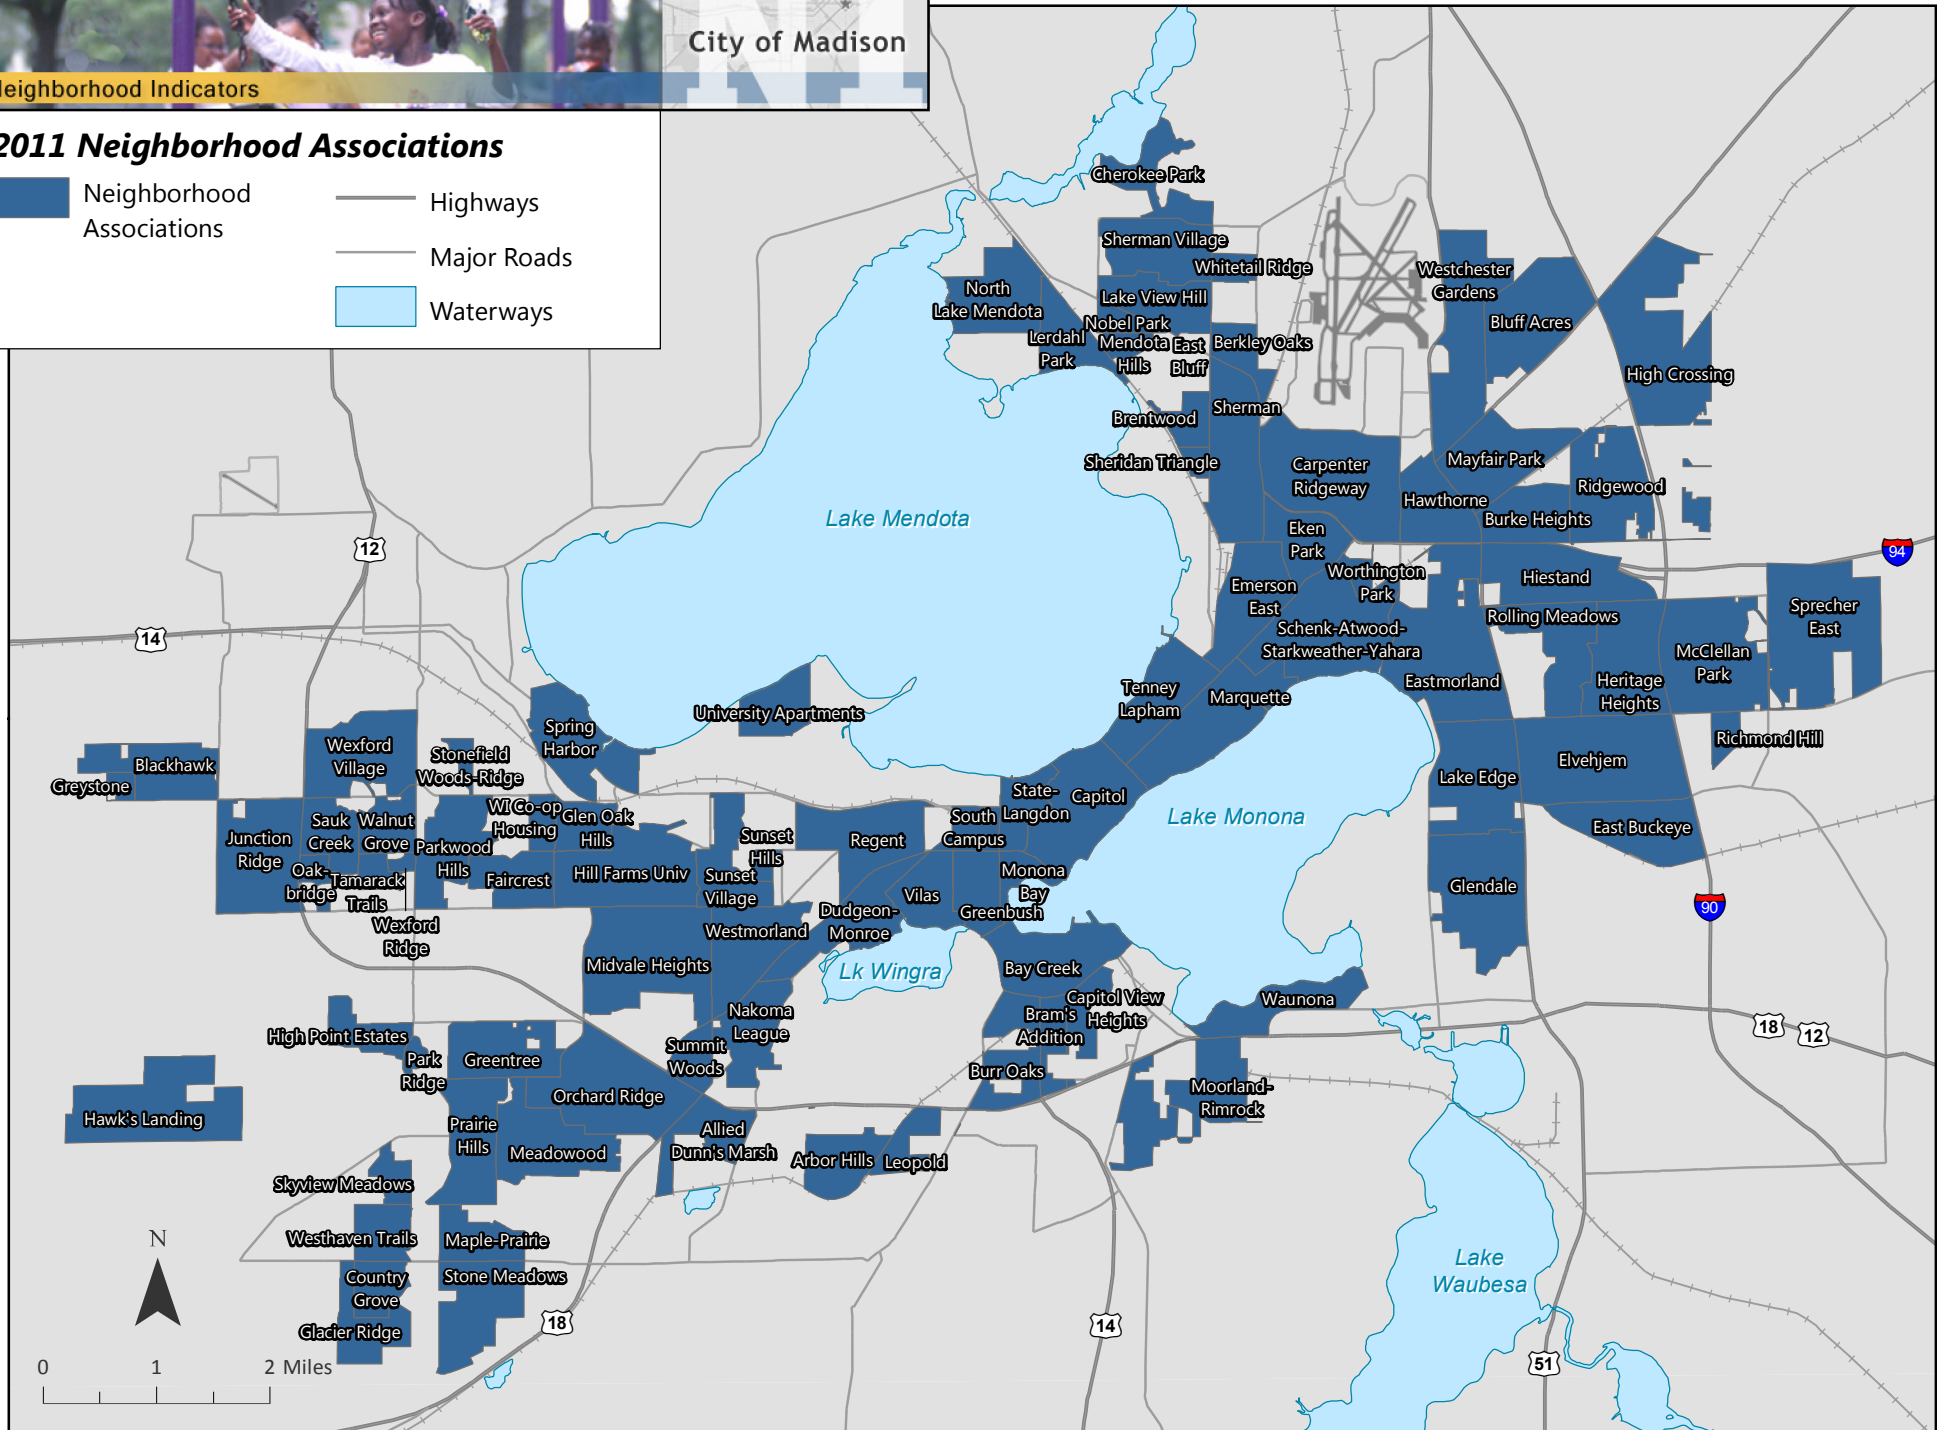 City of Madison
Neighborhood Indicators
2011 Neighborhood Associations
Neighborhood
Associations
Highways
Major Roads
Waterways
Cherokee Park
Sherman Village
Whitetail Ridge
Westchester
Gardens
North
Lake Mendota
Lake View Hill
Nobel Park
Bluff Acres
Lerdahl
Park
Mendota
Hills
East
Bluff
Berkley Oaks
High Crossing
Brentwood
Sherman
Sheridan Triangle
Carpenter
Ridgeway
Mayfair Park
Hawthorne
Ridgewood
Burke Heights
Lake Mendota
12
Eken
Park
94
Worthington
Park
Hiestand
Emerson
East
Rolling Meadows
Sprecher
East
14
Schenk-Atwood-
Starkweather-Yahara
McClellan
Park
Eastmorland
Heritage
Heights
Tenney
Lapham
Marquette
University Apartments
Spring
Harbor
Richmond Hill
Wexford
Village
Stonefield
Woods-Ridge
Blackhawk
Greystone
Elvehjem
Lake Edge
State-
Langdon
Capitol
Lake Monona
WI Co-op
Housing
Glen Oak
Hills
South
Campus
Sauk
Creek
Walnut
Grove
Junction
Ridge
Parkwood
Hills
Sunset
Hills
Regent
East Buckeye
Oak-
bridge
Tamarack
Trails
Faircrest
Hill Farms Univ
Sunset
Village
Vilas
Monona
Bay
Glendale
Greenbush
Dudgeon-
Monroe
90
Wexford
Ridge
Westmorland
Midvale Heights
Lk Wingra
Bay Creek
Capitol View
Heights
Waunona
Nakoma
League
Bram's
Addition
18
12
High Point Estates
Park
Ridge
Greentree
Summit
Woods
Burr Oaks
Orchard Ridge
Moorland-
Rimrock
Hawk's Landing
Prairie
Hills
Meadowood
Allied
Dunn's Marsh
Arbor Hills
Leopold
Skyview Meadows
Westhaven Trails
Maple-Prairie
Lake
Waubesa
Country
Grove
Stone Meadows
Glacier Ridge
18
14
51
N
0 1 2 Miles